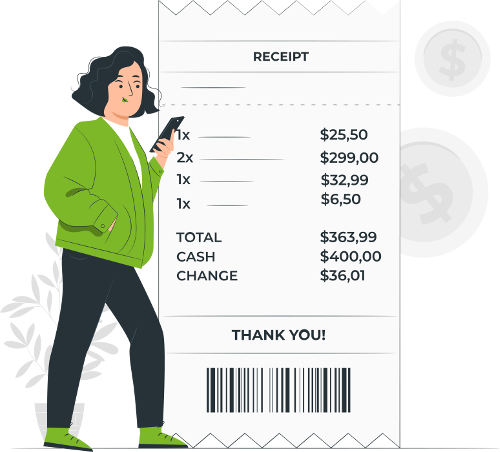 RECEIPT
1x $25,50
2x $299,00
1x $32,99
1x $6,50
TOTAL $363,99
CASH $400,00
CHANGE $36,01
THANK YOU!